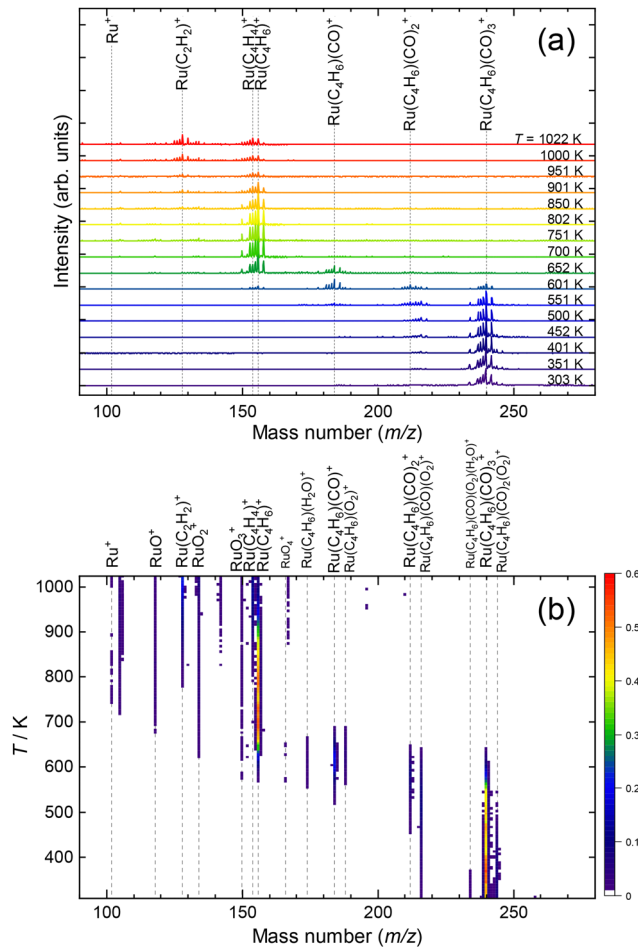 (a)
Ru⁺
Ru(C₂H₂)⁺
Ru(C₄H₄)⁺
Ru(C₄H₆)⁺
Ru(C₄H₆)(CO)⁺
Ru(C₄H₆)(CO)₂⁺
Ru(C₄H₆)(CO)₃⁺
Intensity (arb. units)
T = 1022 K
1000 K
951 K
901 K
850 K
802 K
751 K
700 K
652 K
601 K
551 K
500 K
452 K
401 K
351 K
303 K
100 150 200 250
Mass number (m/z)
Ru⁺
RuO⁺
Ru(C₂H₂)⁺
RuO₂⁺
RuO₃⁺
Ru(C₄H₄)⁺
Ru(C₄H₆)⁺
RuO₄⁺
Ru(C₄H₆)(H₂O)⁺
Ru(C₄H₆)(CO)⁺
Ru(C₄H₆)(O₂)⁺
Ru(C₄H₆)(CO)₂⁺
Ru(C₄H₆)(CO)(O₂)⁺
Ru(C₄H₆)(CO)(O₂)(H₂O)⁺
Ru(C₄H₆)(CO)₃⁺
Ru(C₄H₆)(CO)₂(O₂)⁺
(b)
T / K
1000
900
800
700
600
500
400
100 150 200 250
Mass number (m/z)
0.6
0.5
0.4
0.3
0.2
0.1
0